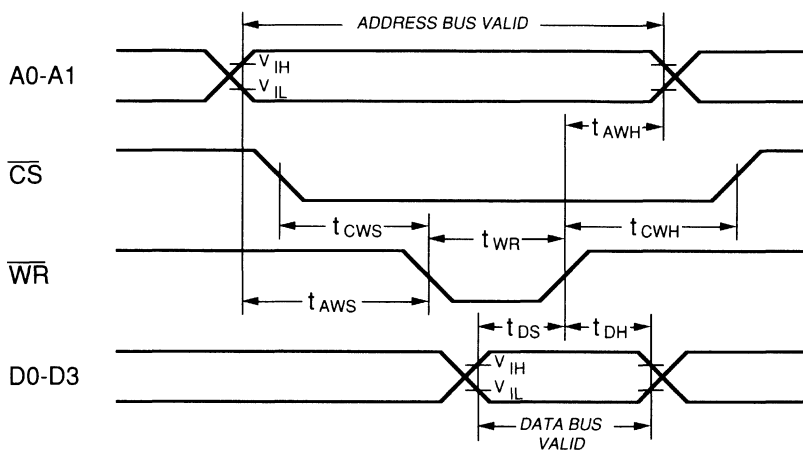 ADDRESS BUS VALID
A0-A1
V IH
V IL
t AWH
CS
t CWS
t WR
t CWH
WR
t AWS
t DS
t DH
D0-D3
V IH
V IL
DATA BUS
VALID